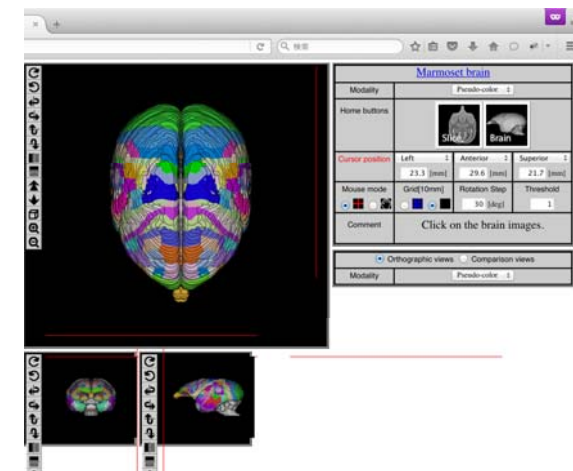 検索
Marmoset brain
Modality Pseudo-color
Home buttons Slice Brain
Cursor position Left Anterior Superior
23.3 [mm] 29.6 [mm] 21.7 [mm]
Mouse mode Grid[10mm] Rotation Step Threshold
30 [deg] 1
Comment Click on the brain images.
Orthographic views Comparison views
Modality Pseudo-color